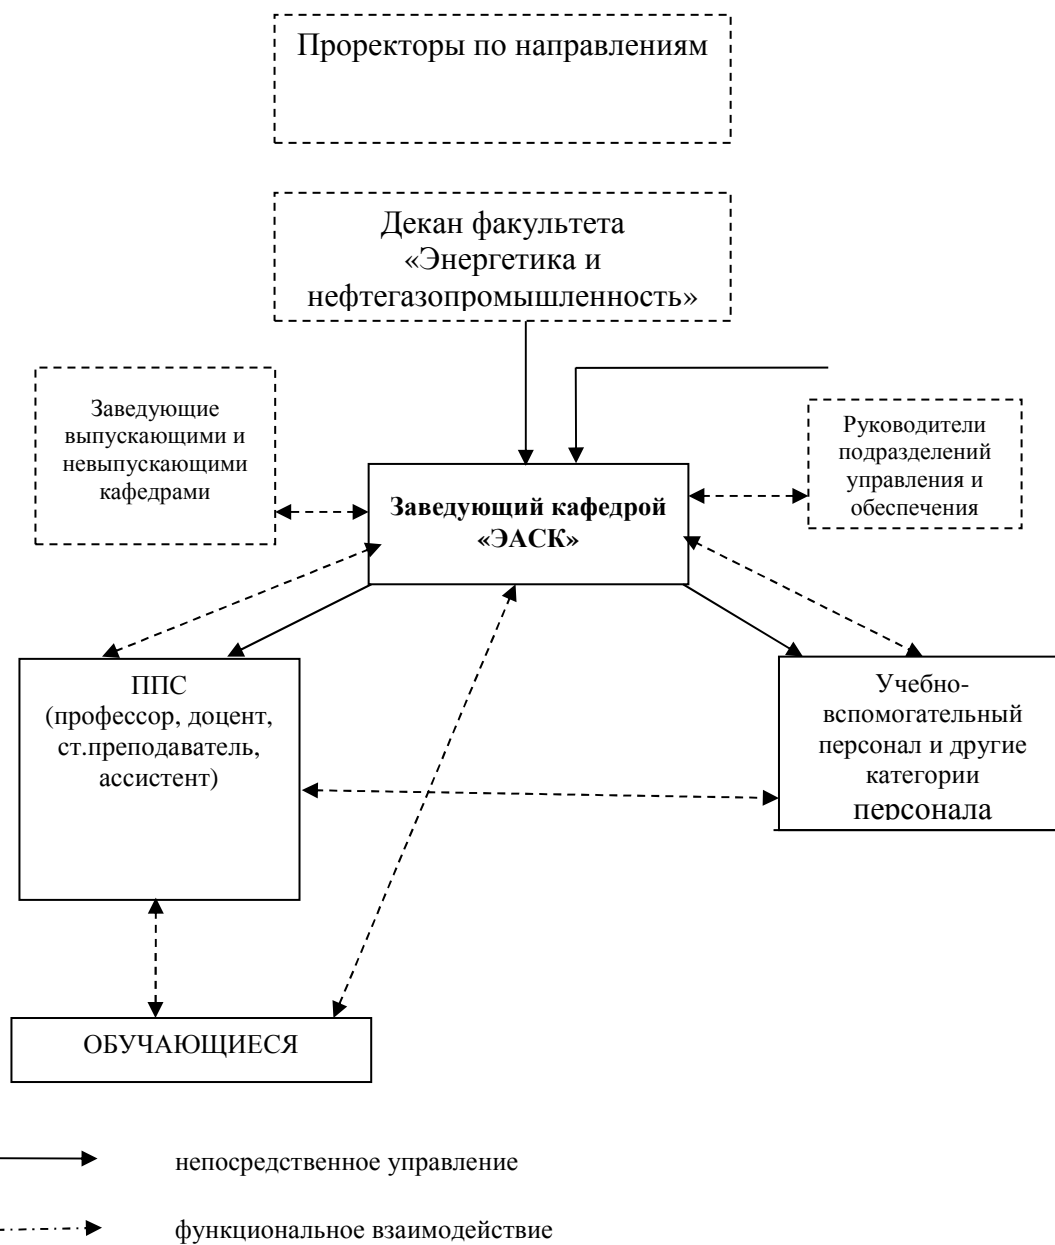 Проректоры по направлениям
Декан факультета
«Энергетика и
нефтегазопромышленность»
Заведующие
выпускающими и
невыпускающими
кафедрами
Руководители
подразделений
управления и
обеспечения
Заведующий кафедрой
«ЭАСК»
ППС
(профессор, доцент,
ст.преподаватель,
ассистент)
Учебно-
вспомогательный
персонал и другие
категории
персонала
ОБУЧАЮЩИЕСЯ
непосредственное управление
функциональное взаимодействие